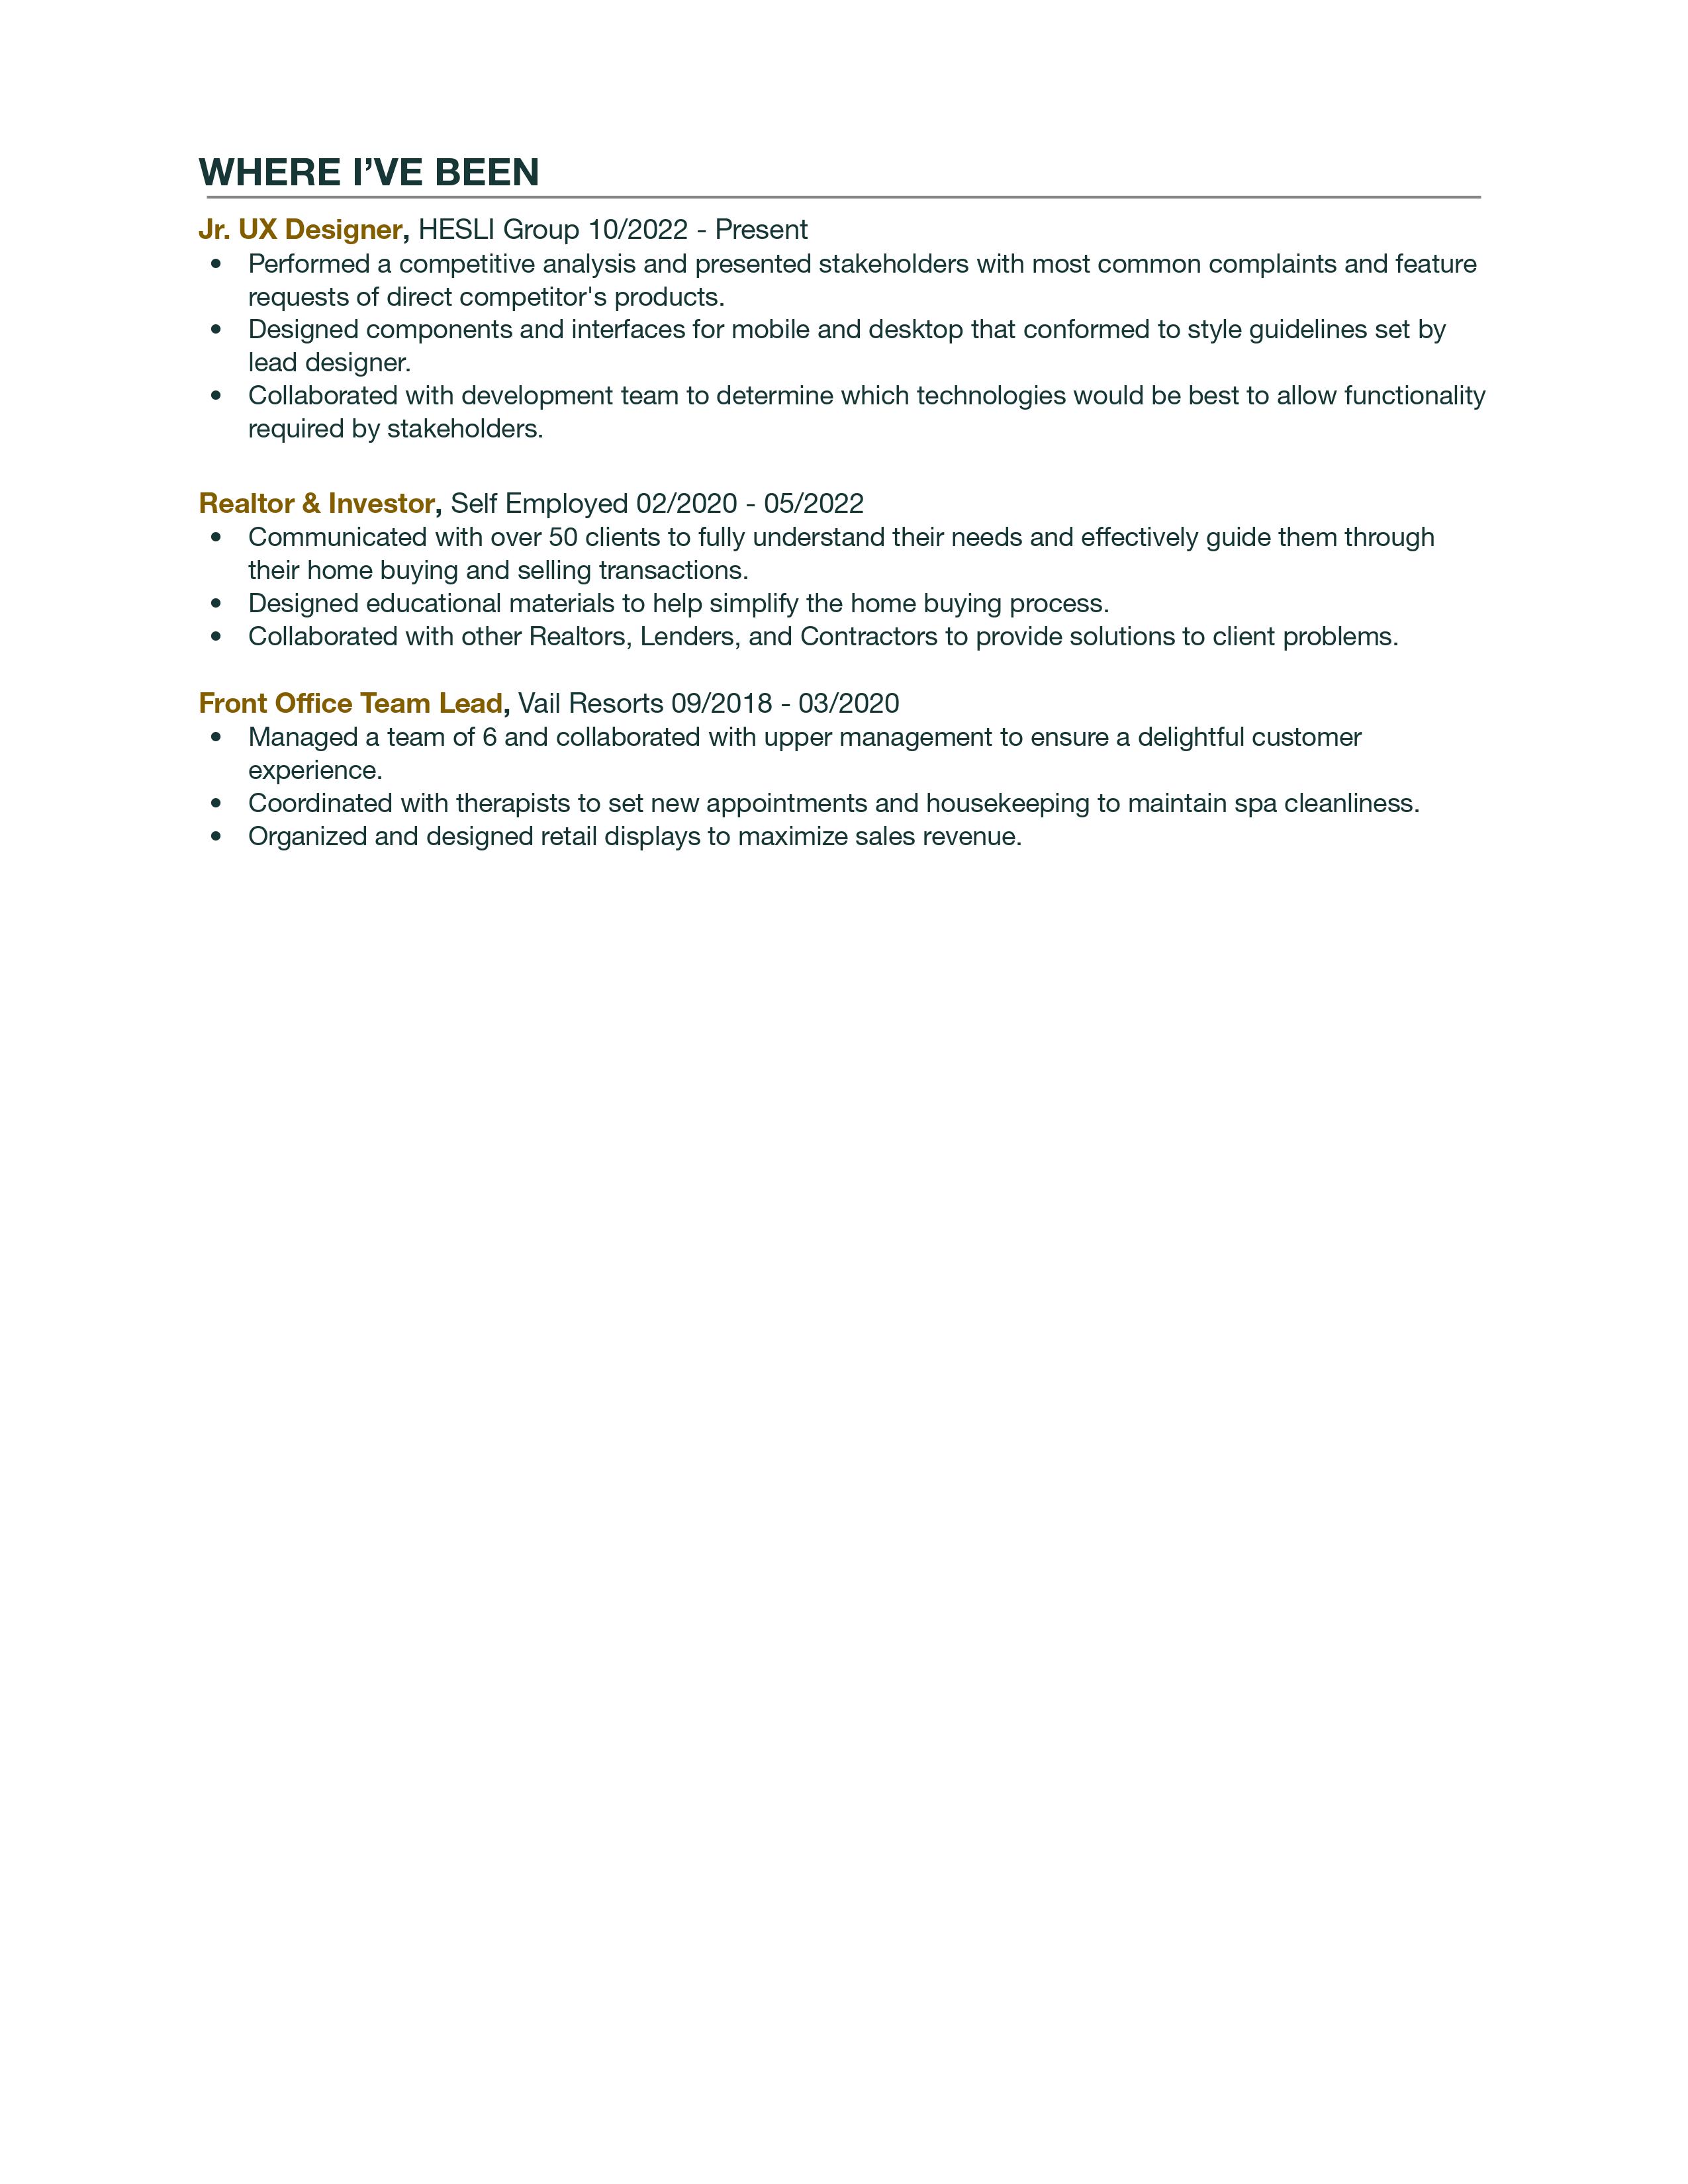 WHERE I’VE BEEN
Jr. UX Designer, HESLI Group 10/2022 - Present
• Performed a competitive analysis and presented stakeholders with most common complaints and feature
requests of direct competitor's products.
• Designed components and interfaces for mobile and desktop that conformed to style guidelines set by
lead designer.
• Collaborated with development team to determine which technologies would be best to allow functionality
required by stakeholders.
Realtor & Investor, Self Employed 02/2020 - 05/2022
• Communicated with over 50 clients to fully understand their needs and effectively guide them through
their home buying and selling transactions.
• Designed educational materials to help simplify the home buying process.
• Collaborated with other Realtors, Lenders, and Contractors to provide solutions to client problems.
Front Office Team Lead, Vail Resorts 09/2018 - 03/2020
• Managed a team of 6 and collaborated with upper management to ensure a delightful customer
experience.
• Coordinated with therapists to set new appointments and housekeeping to maintain spa cleanliness.
• Organized and designed retail displays to maximize sales revenue.